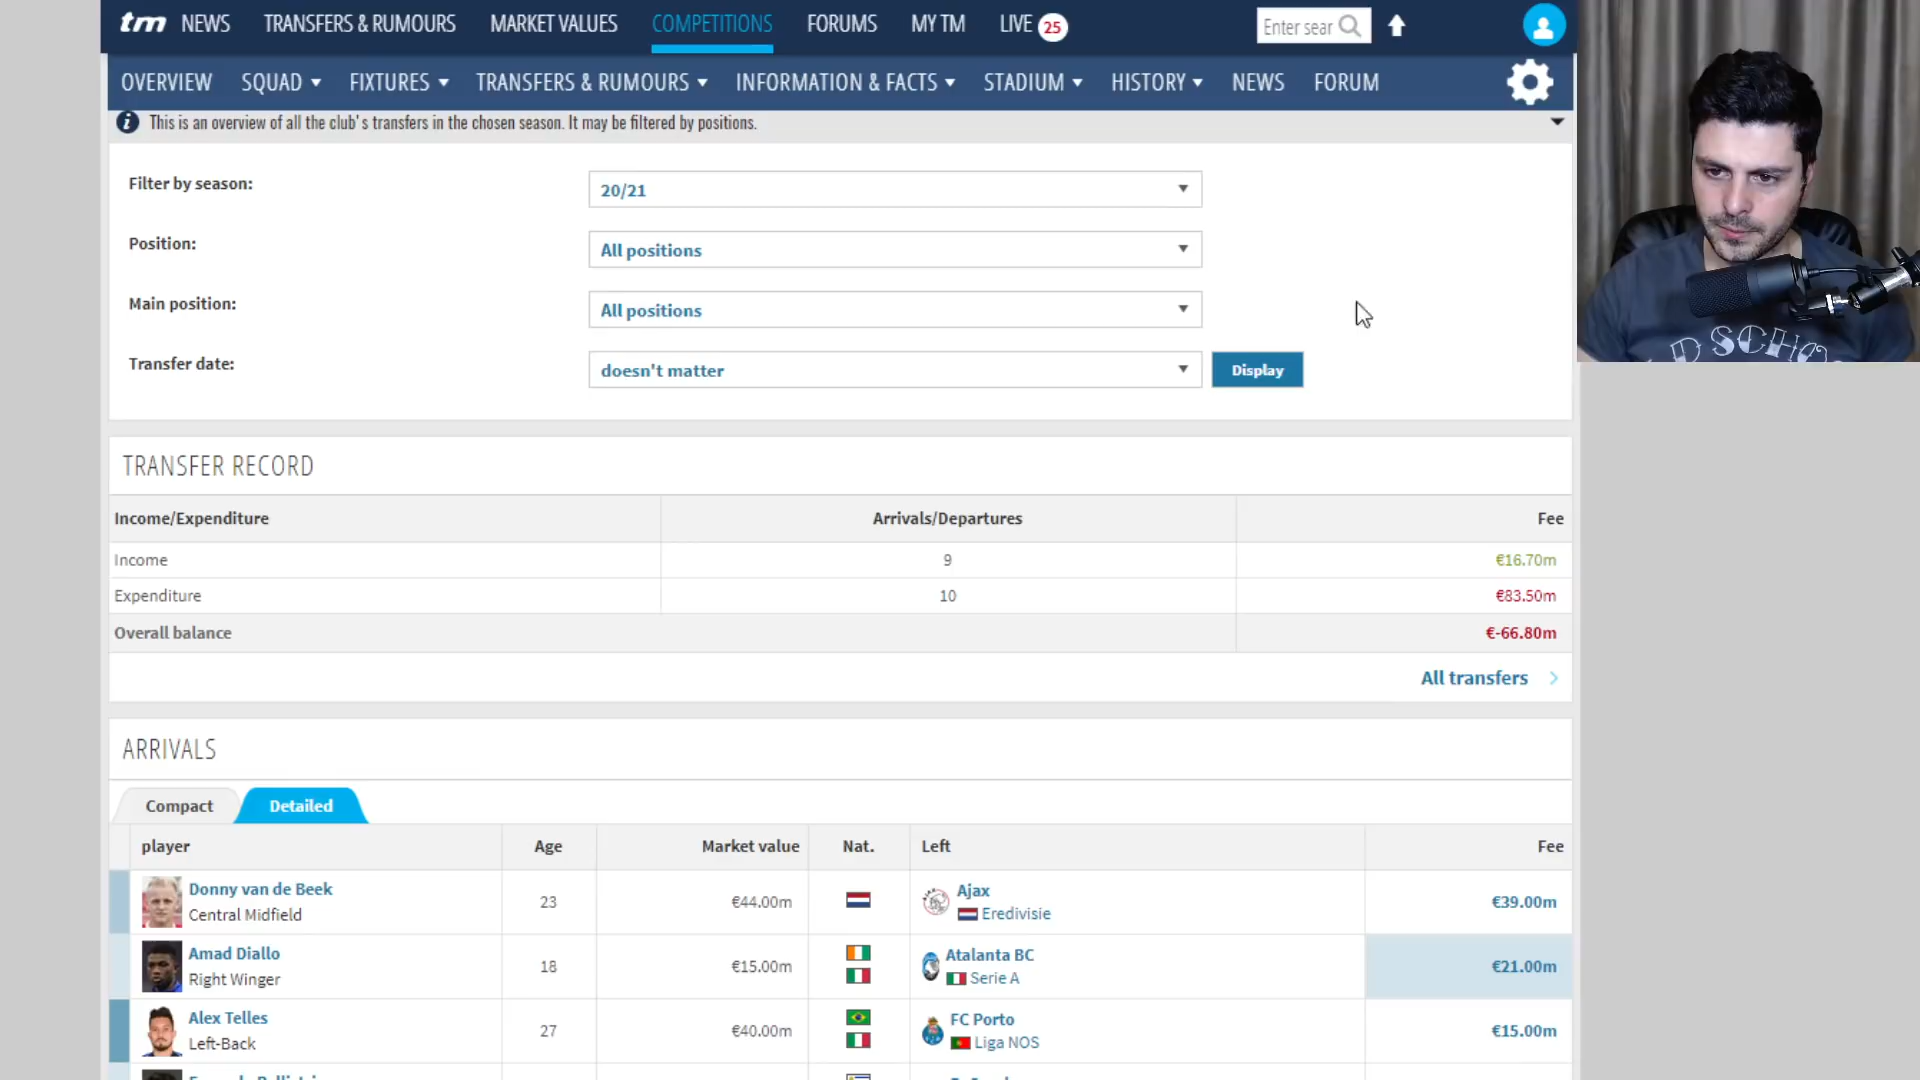 tm NEWS TRANSFERS & RUMOURS MARKET VALUES COMPETITIONS FORUMS MY TM LIVE 25 Enter sear
OVERVIEW SQUAD FIXTURES TRANSFERS & RUMOURS INFORMATION & FACTS STADIUM HISTORY NEWS FORUM
This is an overview of all the club's transfers in the chosen season. It may be filtered by positions.
Filter by season: 20/21
Position: All positions
Main position: All positions
Transfer date: doesn't matter Display
TRANSFER RECORD
Income/Expenditure Arrivals/Departures Fee
Income 9 €16.70m
Expenditure 10 €83.50m
Overall balance €-66.80m
All transfers
ARRIVALS
Compact Detailed
player Age Market value Nat. Left Fee
Donny van de Beek
Central Midfield
23 €44.00m
Ajax
Eredivisie
€39.00m
Amad Diallo
Right Winger
18 €15.00m
Atalanta BC
Serie A
€21.00m
Alex Telles
Left-Back
27 €40.00m
FC Porto
Liga NOS
€15.00m